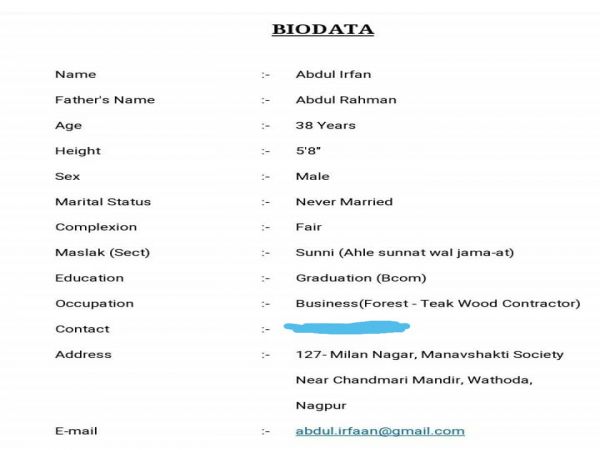 BIODATA
Name :- Abdul Irfan
Father's Name :- Abdul Rahman
Age :- 38 Years
Height :- 5'8"
Sex :- Male
Marital Status :- Never Married
Complexion :- Fair
Maslak (Sect) :- Sunni (Ahle sunnat wal jama-at)
Education :- Graduation (Bcom)
Occupation :- Business(Forest - Teak Wood Contractor)
Contact :-
Address :- 127- Milan Nagar, Manavshakti Society
Near Chandmari Mandir, Wathoda,
Nagpur
E-mail :- abdul.irfaan@gmail.com